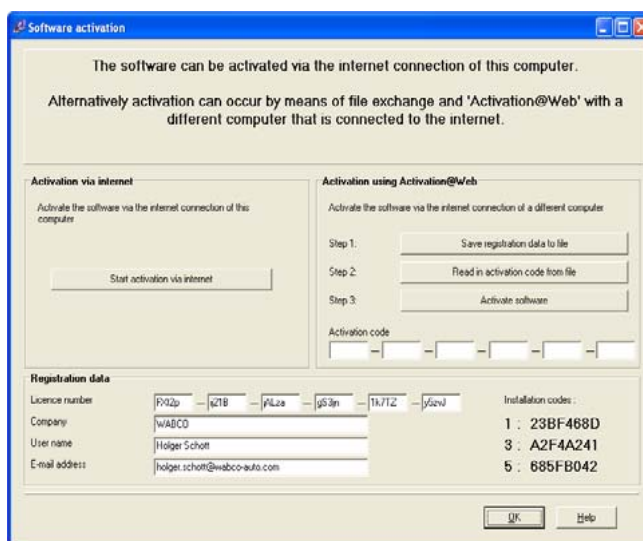 Software activation
The software can be activated via the internet connection of this computer.
Alternatively activation can occur by means of file exchange and 'Activation@Web' with a
different computer that is connected to the internet.
Activation via internet
Activate the software via the internet connection of this
computer
Start activation via internet
Activation using Activation@Web
Activate the software via the internet connection of a different computer
Step 1: Save registration data to file
Step 2: Read in activation code from file
Step 3: Activate software
Activation code
Registration data
Licence number
Company WABCO
User name Holger Schott
E-mail address holger.schott@wabco-auto.com
Installation codes :
1 : 23BF468D
3 : A2F4A241
5 : 685FB042
OK Help